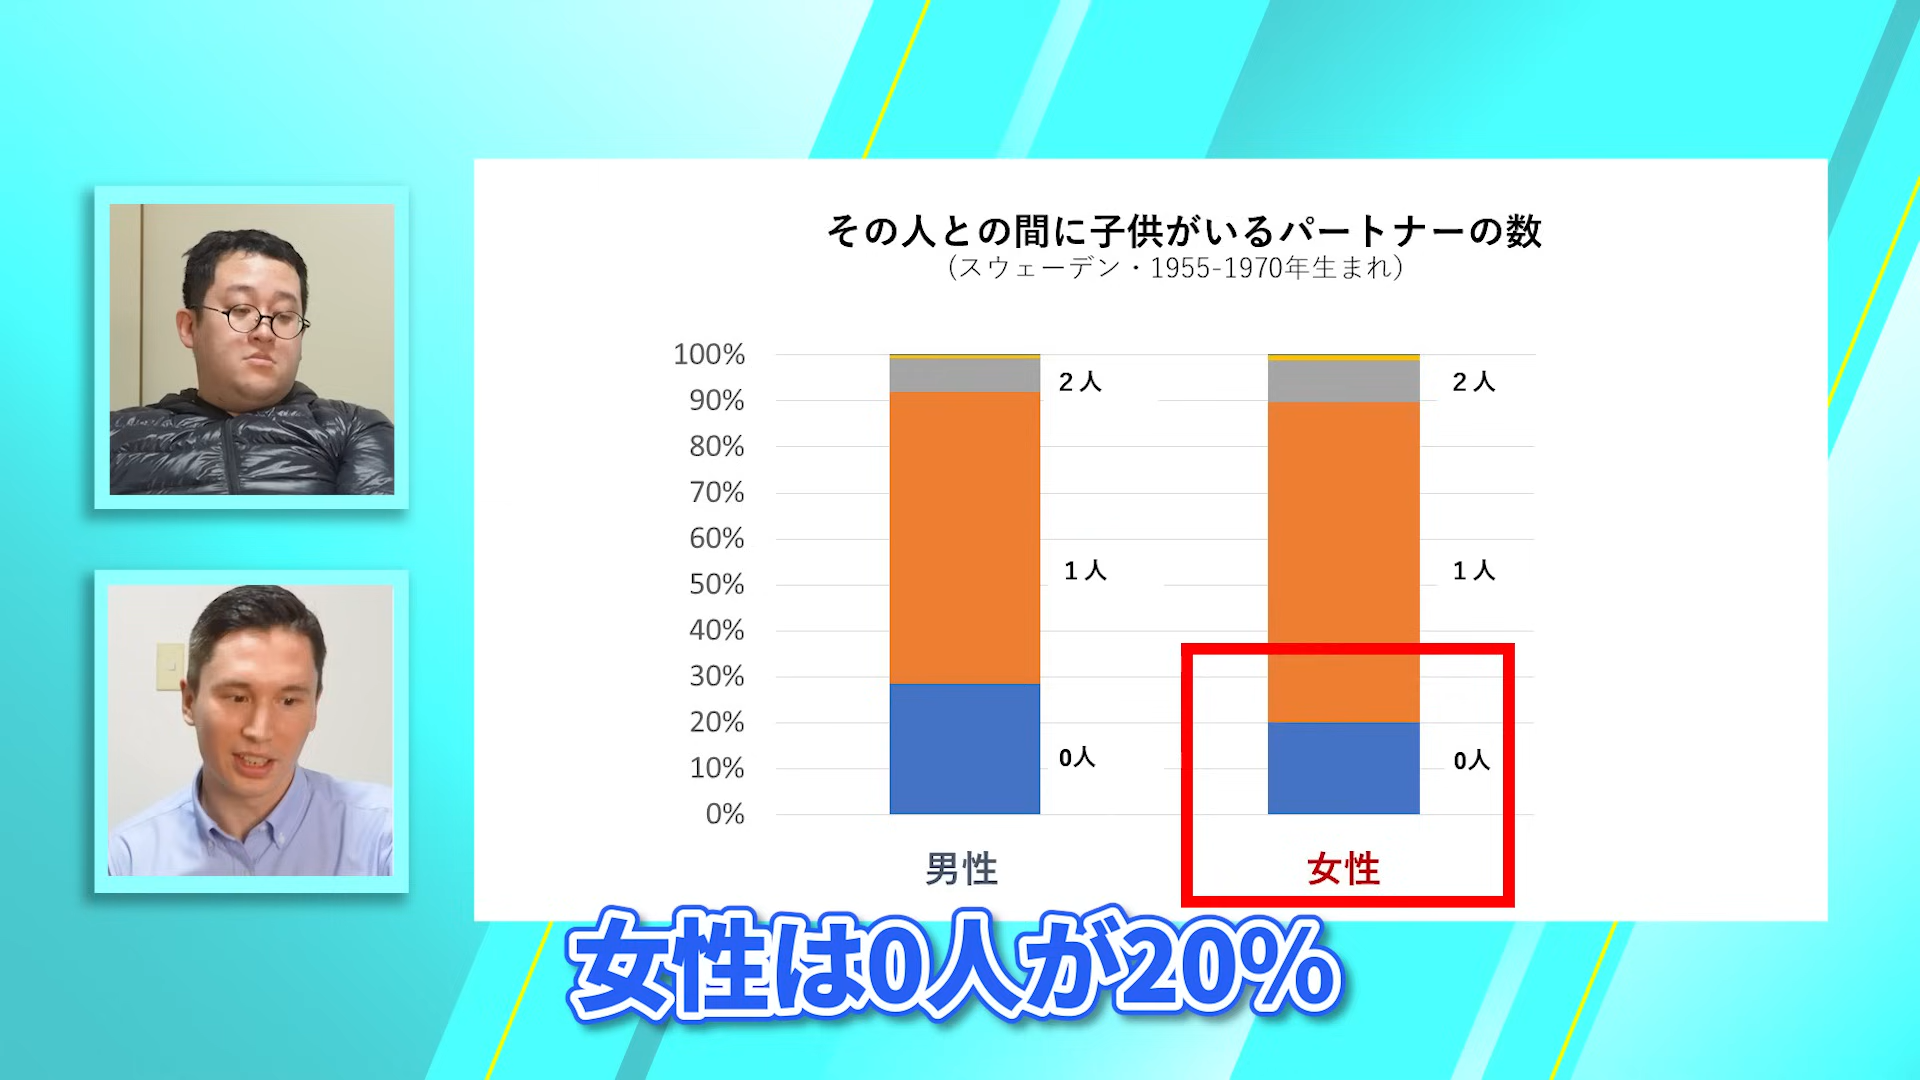 その人との間に子供がいるパートナーの数
(スウェーデン・1955-1970年生まれ)
100%
90%
80%
70%
60%
50%
40%
30%
20%
10%
0%
2人
1人
0人
2人
1人
0人
男性
女性
女性は0人が20%